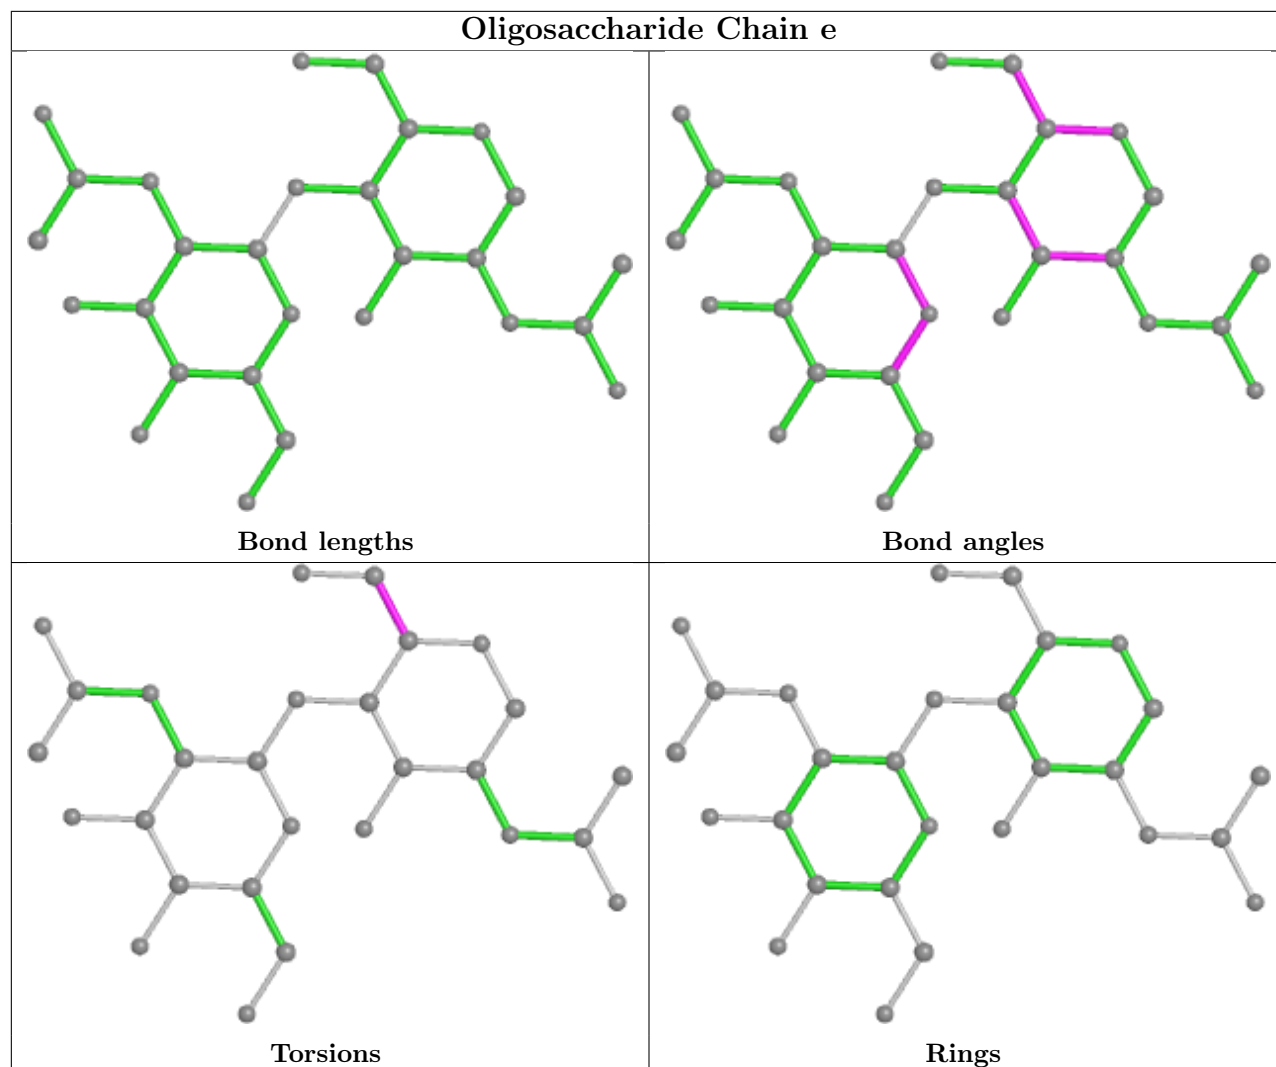 Oligosaccharide Chain e
Bond lengths
Bond angles
Torsions
Rings